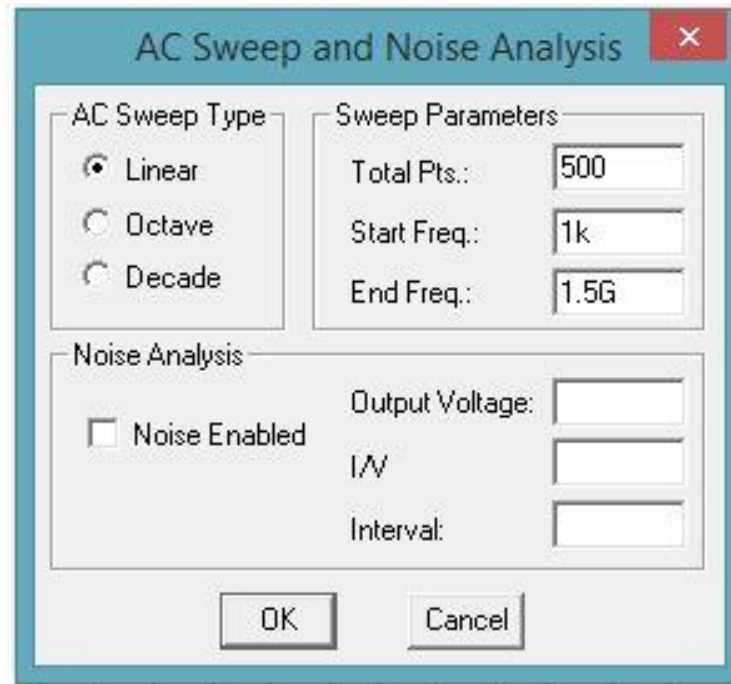 AC Sweep and Noise Analysis
AC Sweep Type
Linear
Octave
Decade
Sweep Parameters
Total Pts.: 500
Start Freq.: 1k
End Freq.: 1.5G
Noise Analysis
Noise Enabled
Output Voltage:
I/V
Interval:
OK
Cancel